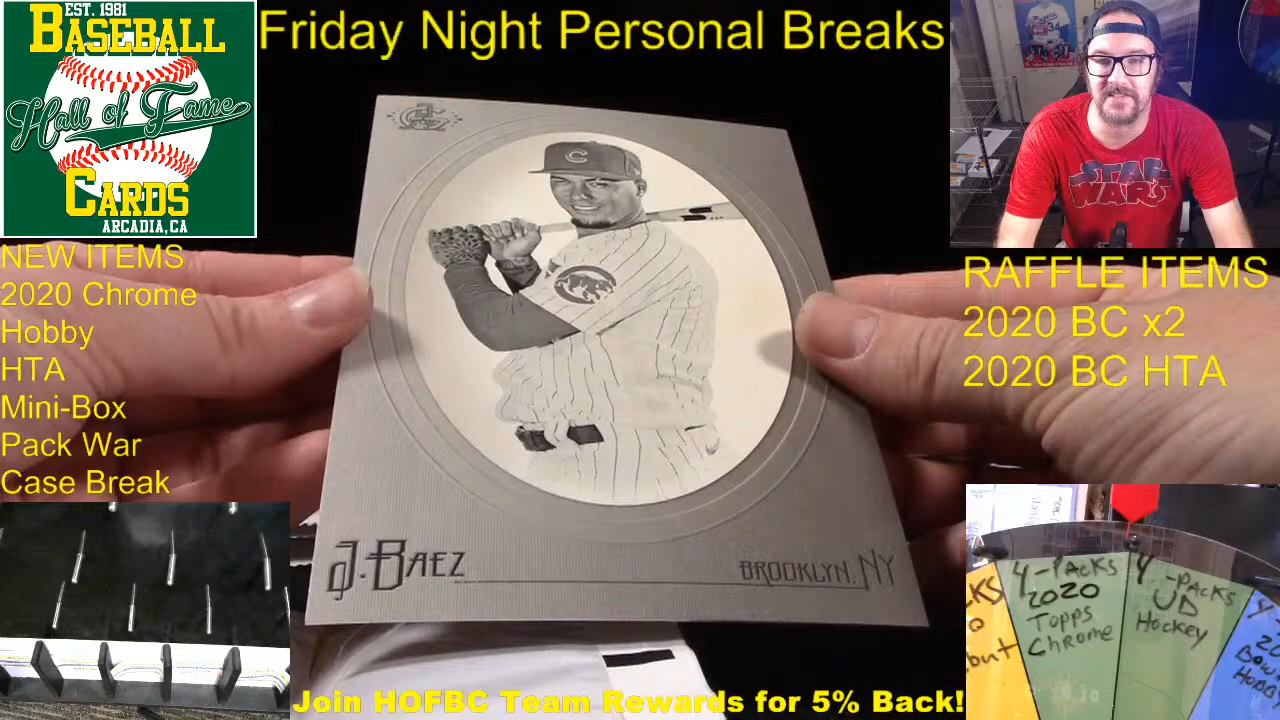 EST. 1981
BASEBALL
Hall of Fame
CARDS
ARCADIA, CA
Friday Night Personal Breaks
STAR
WARS
C
NEW ITEMS
2020 Chrome
Hobby
HTA
Mini-Box
Pack War
Case Break
RAFFLE ITEMS
2020 BC x2
2020 BC HTA
J. BAEZ
BROOKLYN, NY
4-PACKS
2020
TOPPS
Chrome
4-PACKS
UD
Hockey
Join HOFBC Team Rewards for 5% Back!